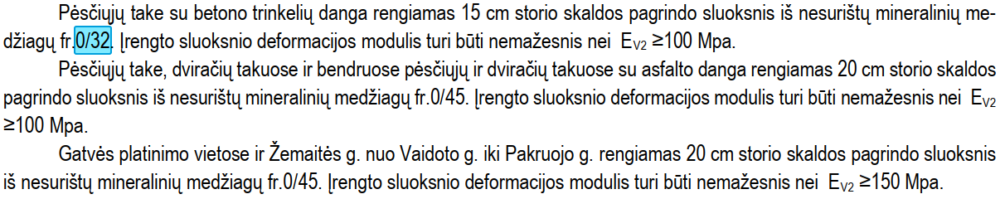 Pėsčiųjų take su betono trinkelių danga rengiamas 15 cm storio skaldos pagrindo sluoksnis iš nesurištų mineralinių me-
džiagų fr.0/32. Įrengto sluoksnio deformacijos modulis turi būti nemažesnis nei EV2 ≥100 Mpa.
Pėsčiųjų take, dviračių takuose ir bendruose pėsčiųjų ir dviračių takuose su asfalto danga rengiamas 20 cm storio skaldos
pagrindo sluoksnis iš nesurištų mineralinių medžiagų fr.0/45. Įrengto sluoksnio deformacijos modulis turi būti nemažesnis nei EV2
≥100 Mpa.
Gatvės platinimo vietose ir Žemaitės g. nuo Vaidoto g. iki Pakruojo g. rengiamas 20 cm storio skaldos pagrindo sluoksnis
iš nesurištų mineralinių medžiagų fr.0/45. Įrengto sluoksnio deformacijos modulis turi būti nemažesnis nei EV2 ≥150 Mpa.